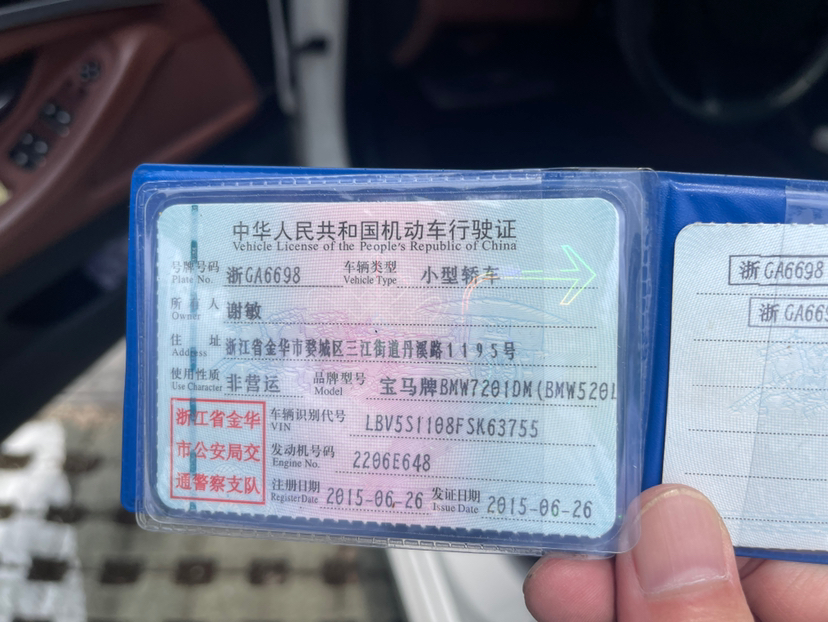 中华人民共和国机动车行驶证
Vehicle License of the People's Republic of China
号牌号码 浙GA6698 车辆类型 小型轿车
Plate No. Vehicle Type
所有人 谢敏
Owner
住址 浙江省金华市婺城区三江街道丹溪路1195号
Address
使用性质 非营运 品牌型号 宝马牌BMW7201DM(BMW520L
Use Character Model
浙江省金华
市公安局交
通警察支队
车辆识别代号 LBV5S1108FSK63755
VIN
发动机号码 2206E648
Engine No.
注册日期 2015-06-26 发证日期 2015-06-26
Register Date Issue Date
浙GA6698
浙GA669